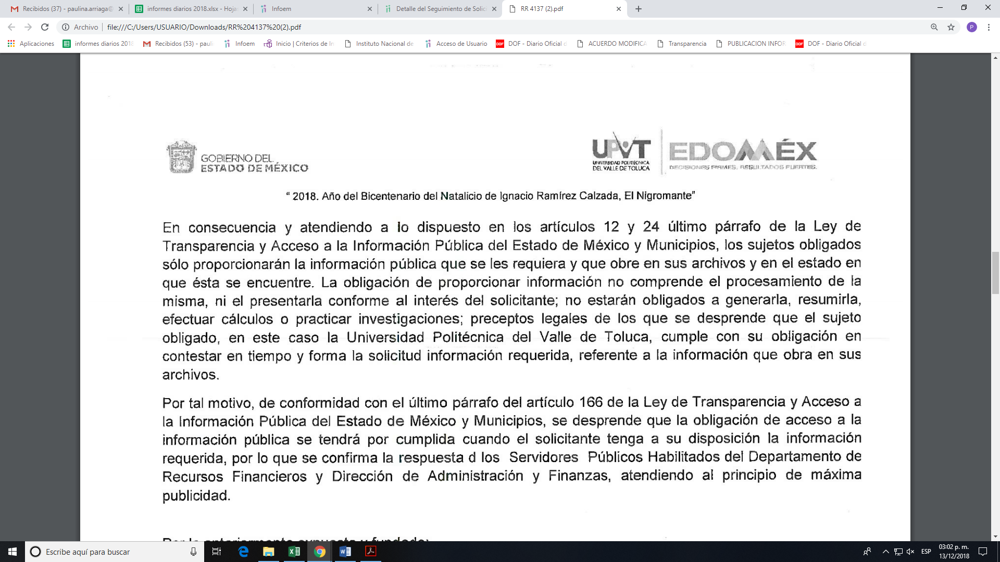 Recibidos (37) - paulina.arriaga@
informes diarios 2018.xlsx - Hoja
Infoem
Detalle del Seguimiento de Solici
RR 4137 (2).pdf
Archivo
file:///C:/Users/USUARIO/Downloads/RR%204137%20(2).pdf
P
Aplicaciones
informes diarios 2018
Recibidos (53) - pauli
Infoem
Inicio | Criterios de In
Instituto Nacional de
Acceso de Usuario
DOF
DOF - Diario Oficial d
ACUERDO MODIFICA
Transparencia
PUBLICACION INFOR
DOF
DOF - Diario Oficial d
GOBIERNO DEL
ESTADO DE MÉXICO
UPVT
UNIVERSIDAD POLITÉCNICA
DEL VALLE DE TOLUCA
EDOMÉX
DECISIONES FIRMES, RESULTADOS FUERTES.
“ 2018. Año del Bicentenario del Natalicio de Ignacio Ramírez Calzada, El Nigromante”
En consecuencia y atendiendo a lo dispuesto en los artículos 12 y 24 último párrafo de la Ley de
Transparencia y Acceso a la Información Pública del Estado de México y Municipios, los sujetos obligados
sólo proporcionarán la información pública que se les requiera y que obre en sus archivos y en el estado en
que ésta se encuentre. La obligación de proporcionar información no comprende el procesamiento de la
misma, ni el presentarla conforme al interés del solicitante; no estarán obligados a generarla, resumirla,
efectuar cálculos o practicar investigaciones; preceptos legales de los que se desprende que el sujeto
obligado, en este caso la Universidad Politécnica del Valle de Toluca, cumple con su obligación en
contestar en tiempo y forma la solicitud información requerida, referente a la información que obra en sus
archivos.
Por tal motivo, de conformidad con el último párrafo del artículo 166 de la Ley de Transparencia y Acceso a
la Información Pública del Estado de México y Municipios, se desprende que la obligación de acceso a la
información pública se tendrá por cumplida cuando el solicitante tenga a su disposición la información
requerida, por lo que se confirma la respuesta d los Servidores Públicos Habilitados del Departamento de
Recursos Financieros y Dirección de Administración y Finanzas, atendiendo al principio de máxima
publicidad.
Por lo anteriormente expuesto y fundado:
Escribe aquí para buscar
ESP
03:02 p. m.
13/12/2018